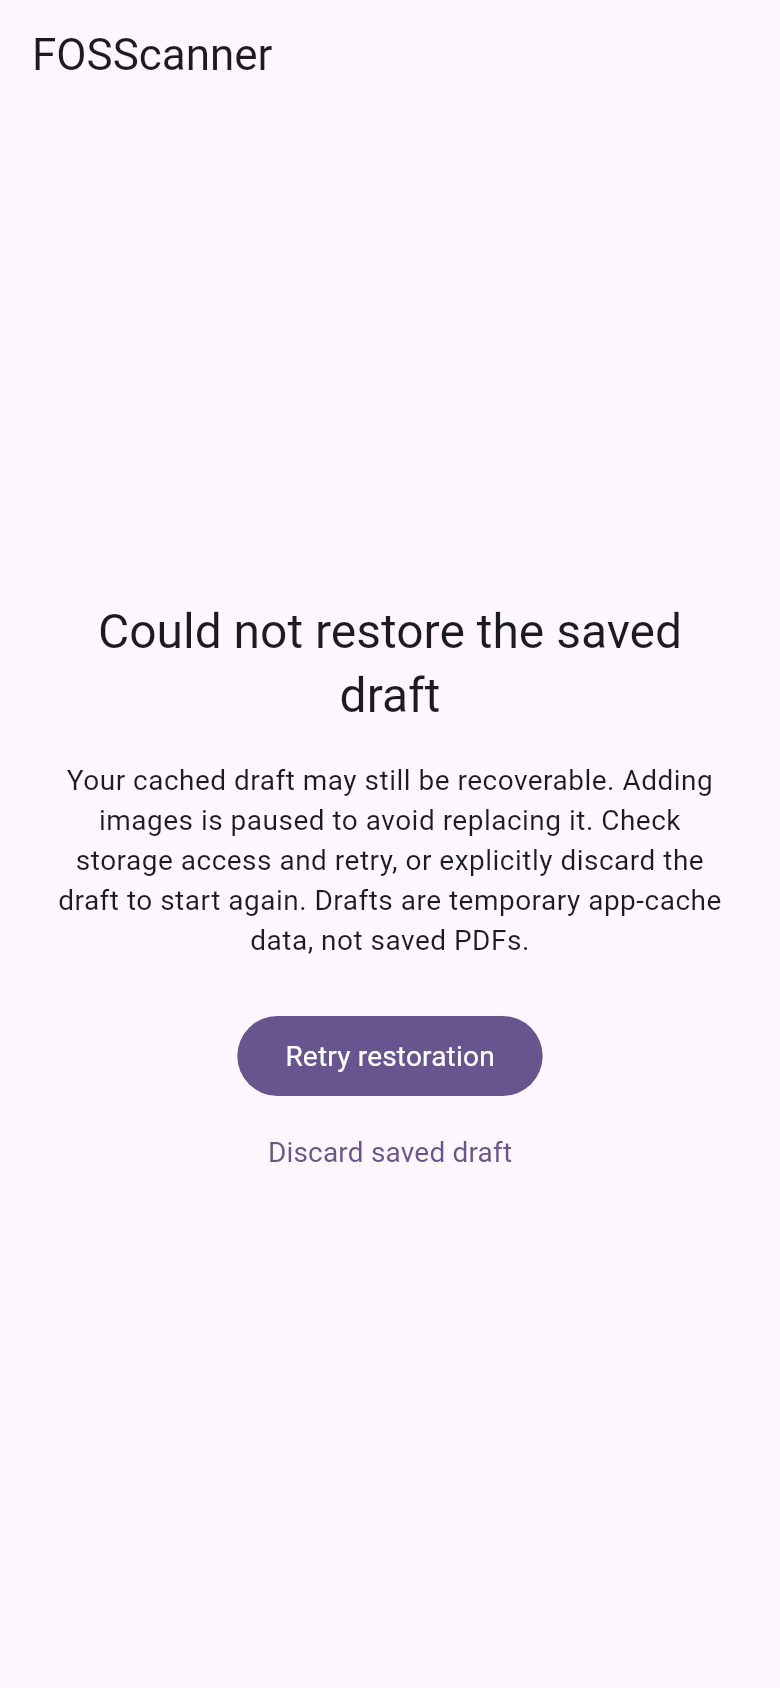 FOSScanner
Could not restore the saved
draft
Your cached draft may still be recoverable. Adding
images is paused to avoid replacing it. Check
storage access and retry, or explicitly discard the
draft to start again. Drafts are temporary app-cache
data, not saved PDFs.
Retry restoration
Discard saved draft